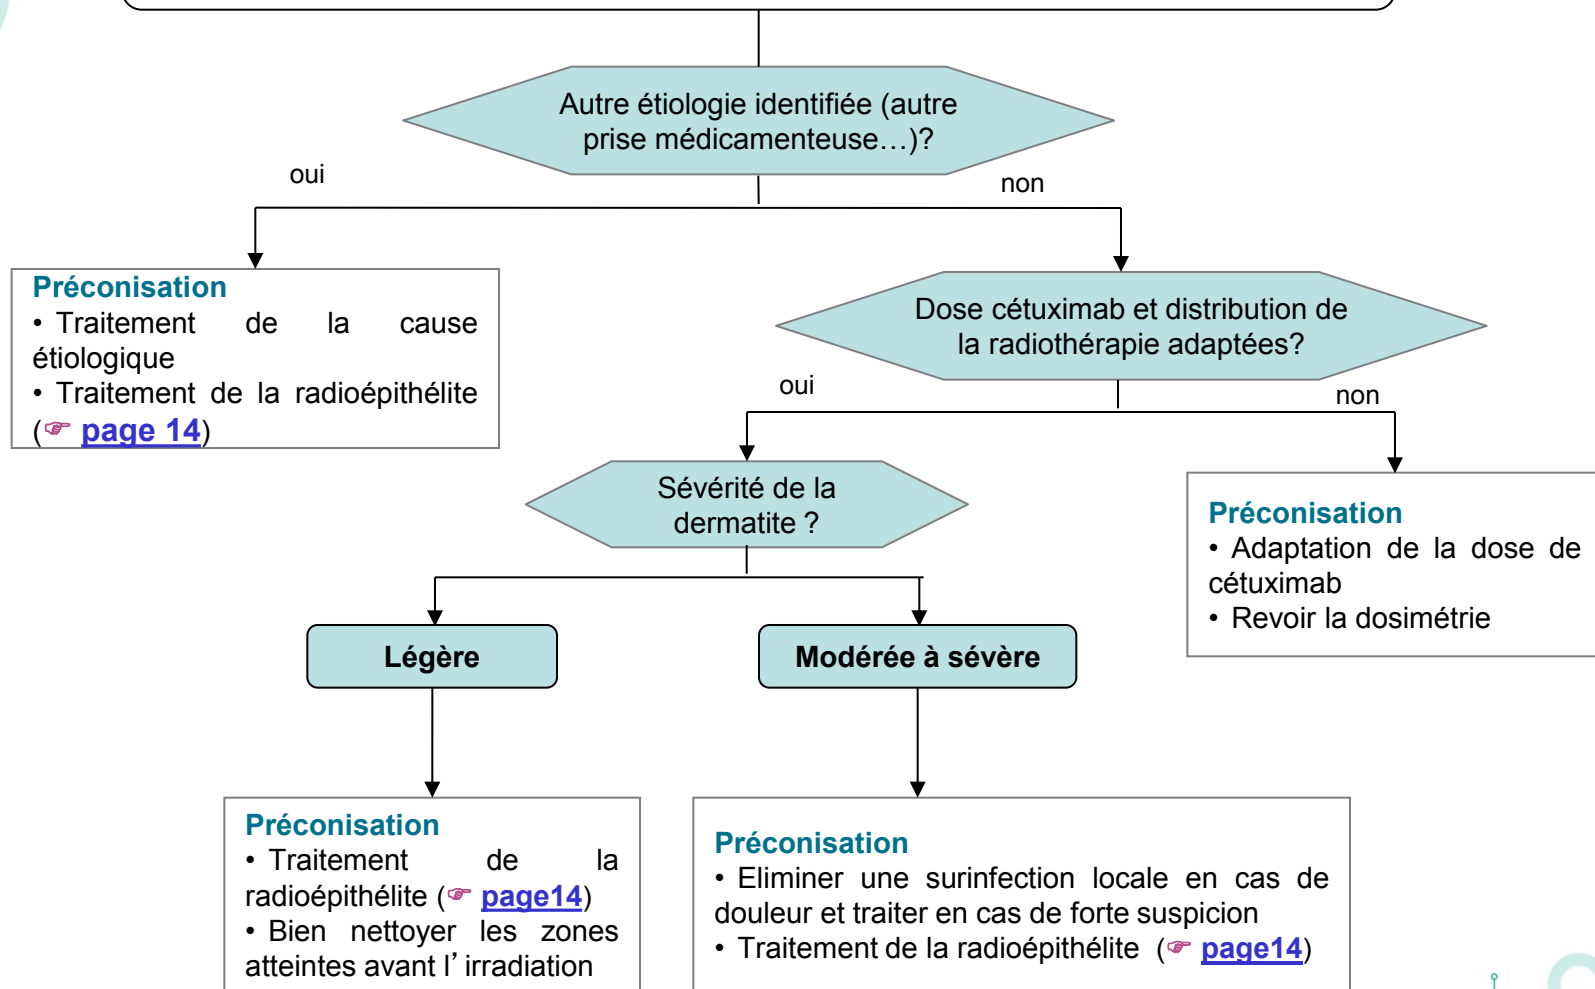 Autre étiologie identifiée (autre
prise médicamenteuse…)?
oui
non
Préconisation
• Traitement de la cause
étiologique
• Traitement de la radioépithélite
(☞ page 14)
Dose cétuximab et distribution de
la radiothérapie adaptées?
oui
non
Sévérité de la
dermatite ?
Préconisation
• Adaptation de la dose de
cétuximab
• Revoir la dosimétrie
Légère
Modérée à sévère
Préconisation
• Traitement de la
radioépithélite (☞ page14)
• Bien nettoyer les zones
atteintes avant l’irradiation
Préconisation
• Eliminer une surinfection locale en cas de
douleur et traiter en cas de forte suspicion
• Traitement de la radioépithélite (☞ page14)